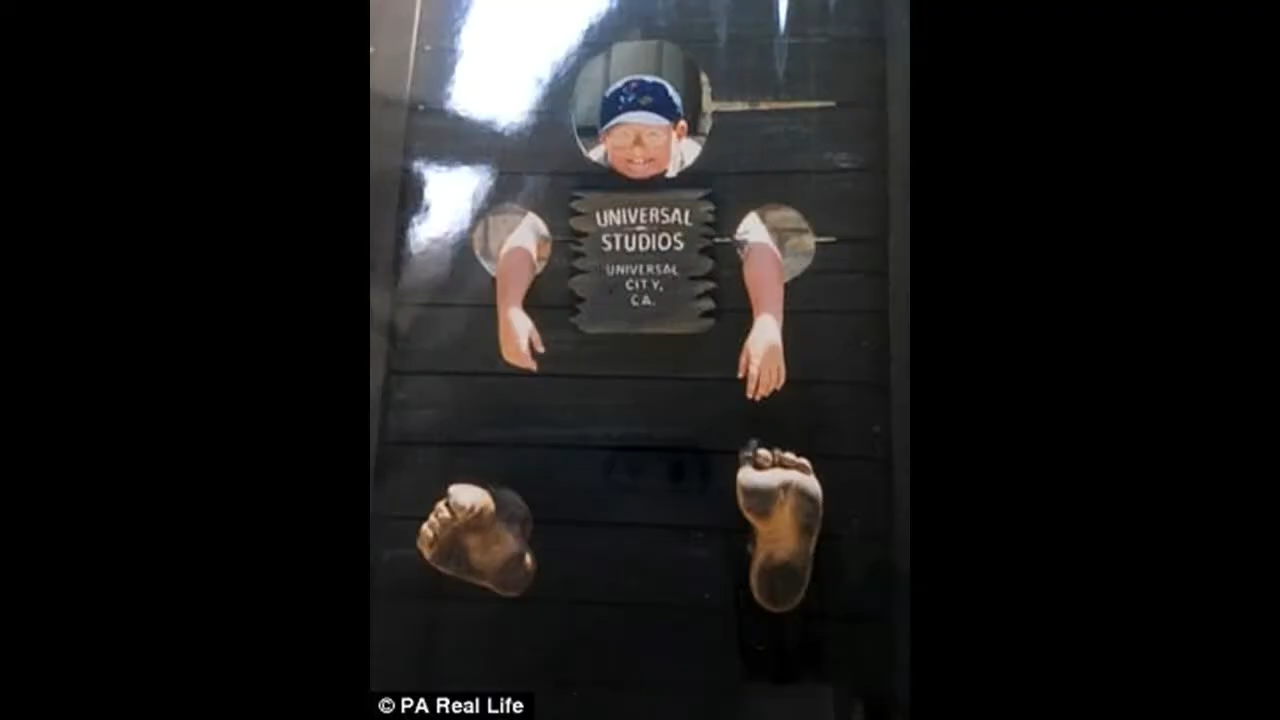 UNIVERSAL
STUDIOS
UNIVERSAL
CITY,
CA.
© PA Real Life